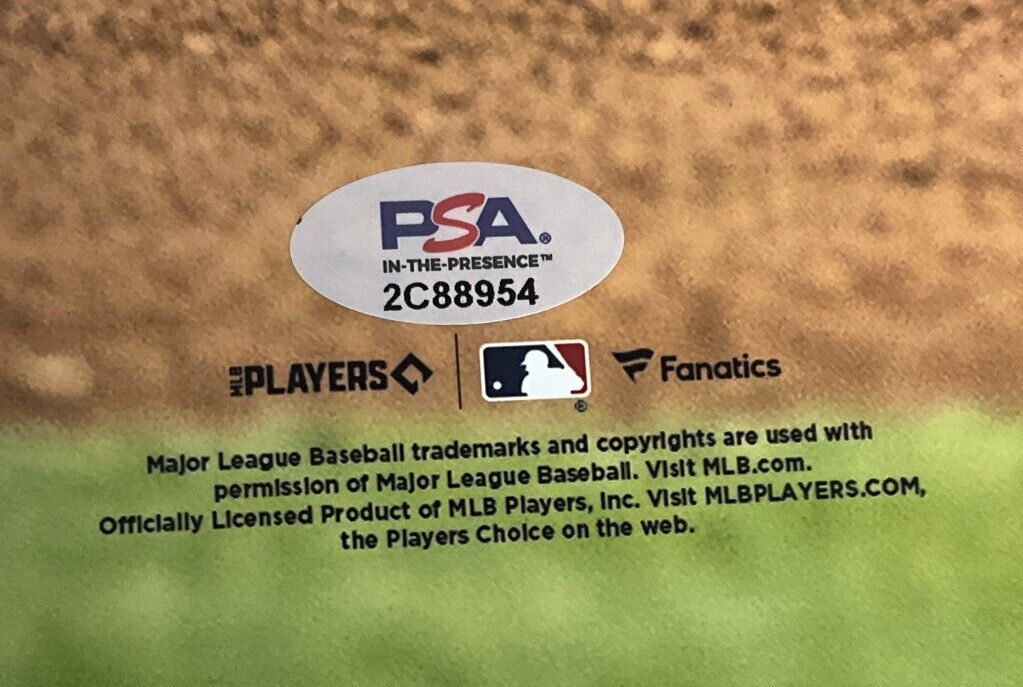 PSA®
IN-THE-PRESENCE™
2C88954
MLB PLAYERS
®
Fanatics
Major League Baseball trademarks and copyrights are used with
permission of Major League Baseball. Visit MLB.com.
Officially Licensed Product of MLB Players, Inc. Visit MLBPLAYERS.COM,
the Players Choice on the web.